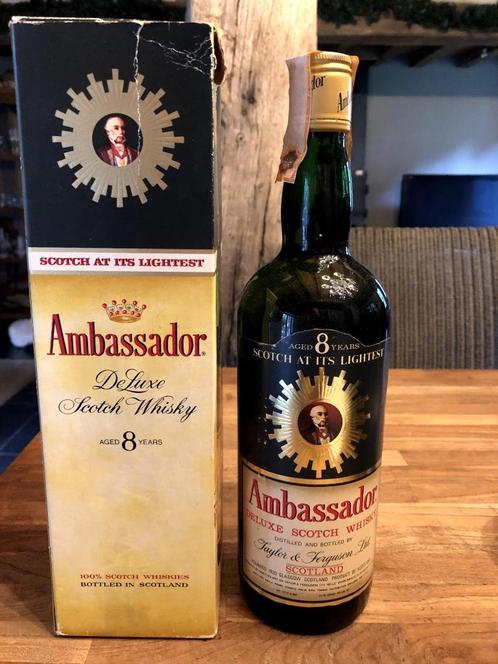 SCOTCH AT ITS LIGHTEST
Ambassador
DeLuxe
Scotch Whisky
AGED 8 YEARS
100% SCOTCH WHISKIES
BOTTLED IN SCOTLAND
AGED 8 YEARS
SCOTCH AT ITS LIGHTEST
Ambassador
DELUXE SCOTCH WHISKY
DISTILLED AND BOTTLED BY
Taylor & Ferguson Ltd.
SCOTLAND